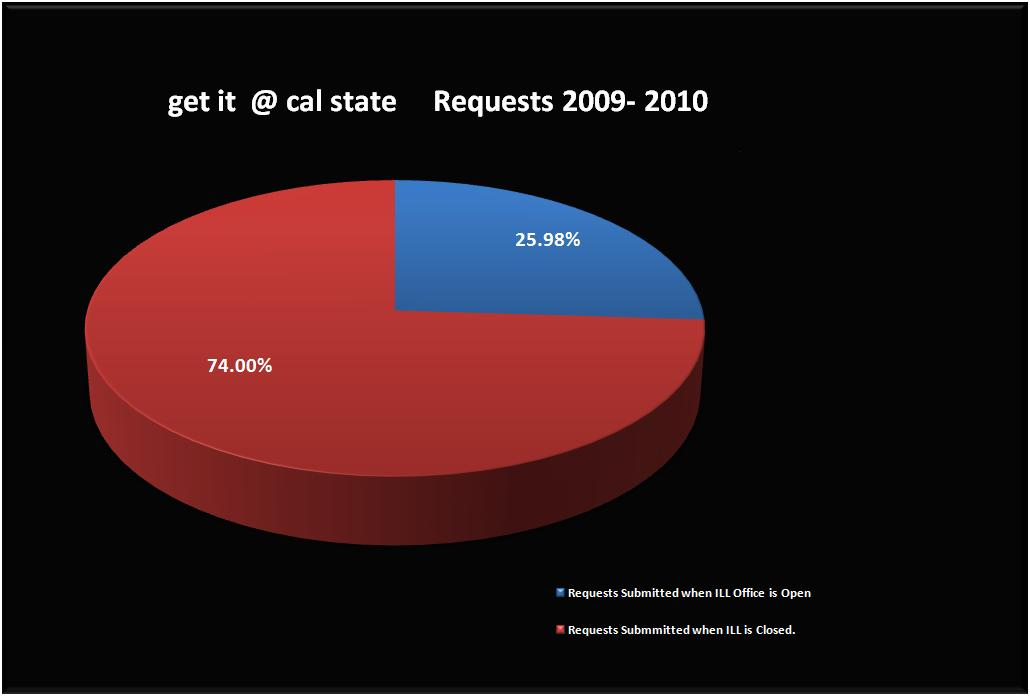 get it @ cal state Requests 2009- 2010
25.98%
74.00%
Requests Submitted when ILL Office is Open
Requests Submmitted when ILL is Closed.